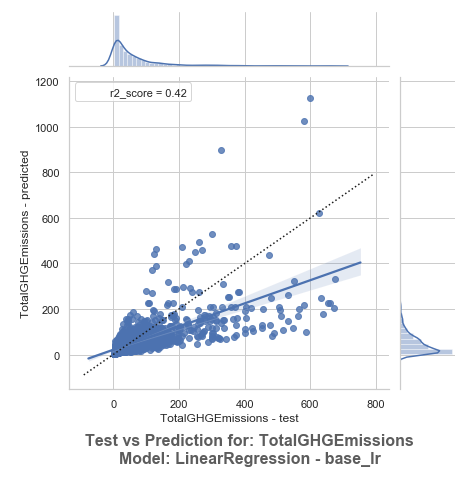 1200
r2_score = 0.42
1000
800
600
400
200
0
TotalGHGEmissions - predicted
0
200
400
600
800
TotalGHGEmissions - test
Test vs Prediction for: TotalGHGEmissions
Model: LinearRegression - base_lr